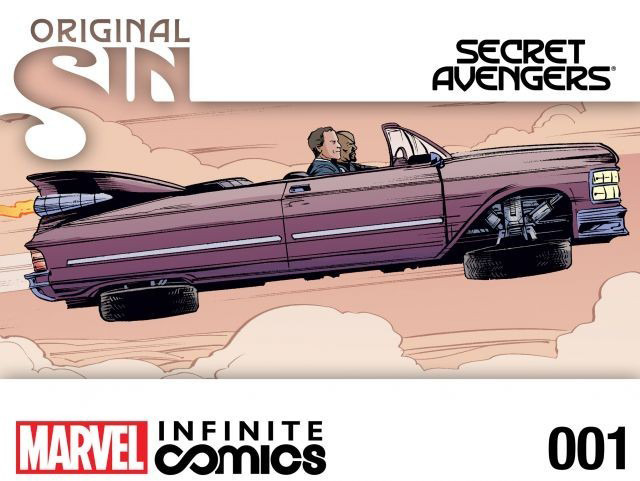 ORIGINAL
SIN
SECRET
AVENGERS®
MARVEL
INFINITE
COMICS
001